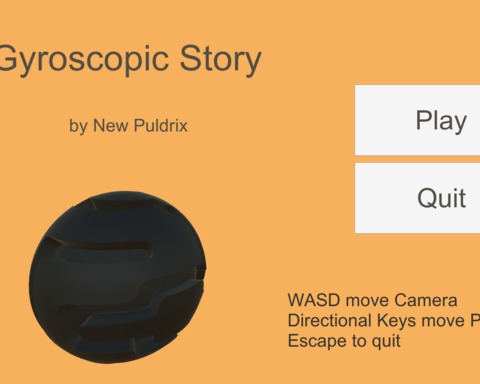 Gyroscopic Story
by New Puldrix
Play
Quit
WASD move Camera
Directional Keys move P
Escape to quit